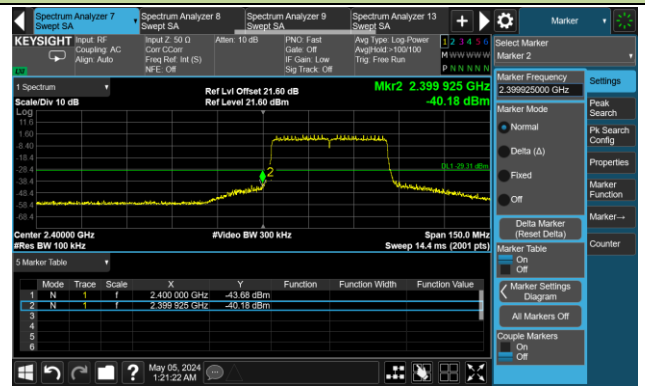 Spectrum Analyzer 7
Swept SA
Spectrum Analyzer 8
Swept SA
Spectrum Analyzer 9
Swept SA
Spectrum Analyzer 13
Swept SA
Marker
KEYSIGHT
Input: RF
Coupling: AC
Align: Auto
Input Z: 50 Ω
Corr CCorr
Freq Ref: Int (S)
NFE: Off
Atten: 10 dB
PNO: Fast
Gate: Off
IF Gain: Low
Sig Track: Off
Avg Type: Log-Power
Avg|Hold:>100/100
Trig: Free Run
1 2 3 4 5 6
M W W W W W
P N N N N N
Select Marker
Marker 2
1 Spectrum
Scale/Div 10 dB
Ref Lvl Offset 21.60 dB
Ref Level 21.60 dBm
Mkr2 2.399 925 GHz
-40.18 dBm
Log
11.6
1.60
-8.40
-18.4
-28.4
-38.4
-48.4
-58.4
-68.4
DL1 -29.31 dBm
2
Center 2.40000 GHz
#Res BW 100 kHz
#Video BW 300 kHz
Span 150.0 MHz
Sweep 14.4 ms (2001 pts)
5 Marker Table
Mode Trace Scale X Y Function Function Width Function Value
1 N 1 f 2.400 000 GHz -43.68 dBm
2 N 1 f 2.399 925 GHz -40.18 dBm
3
4
5
6
Marker Frequency
2.399925000 GHz
Marker Mode
Normal
Delta (Δ)
Fixed
Off
Delta Marker
(Reset Delta)
Marker Table
On
Off
Marker Settings
Diagram
All Markers Off
Couple Markers
On
Off
Settings
Peak
Search
Pk Search
Config
Properties
Marker
Function
Marker→
Counter
May 05, 2024
1:21:22 AM